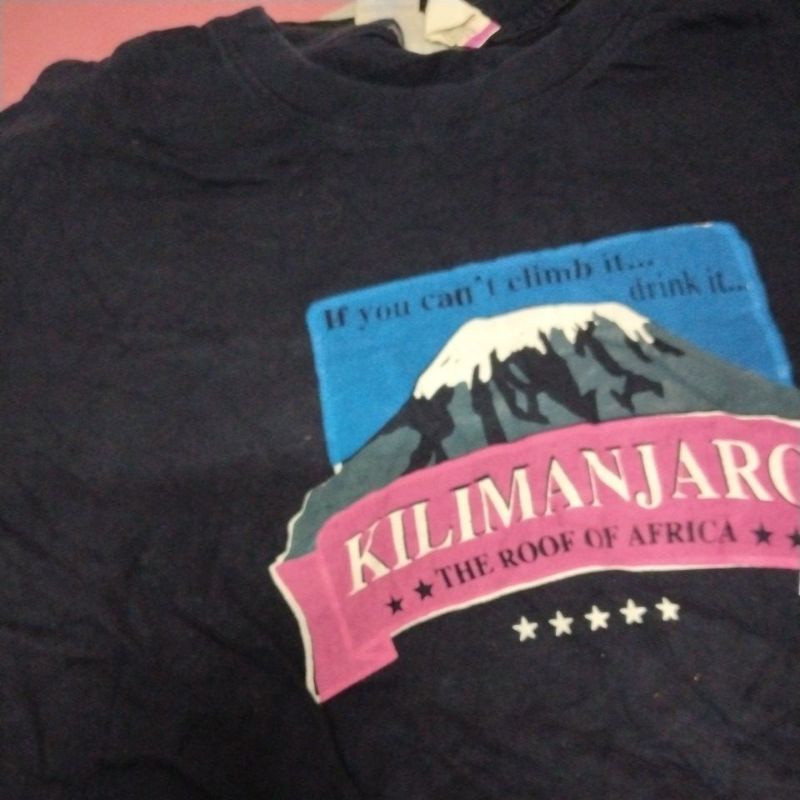 If you can't climb it...
drink it...
KILIMANJARO
THE ROOF OF AFRICA